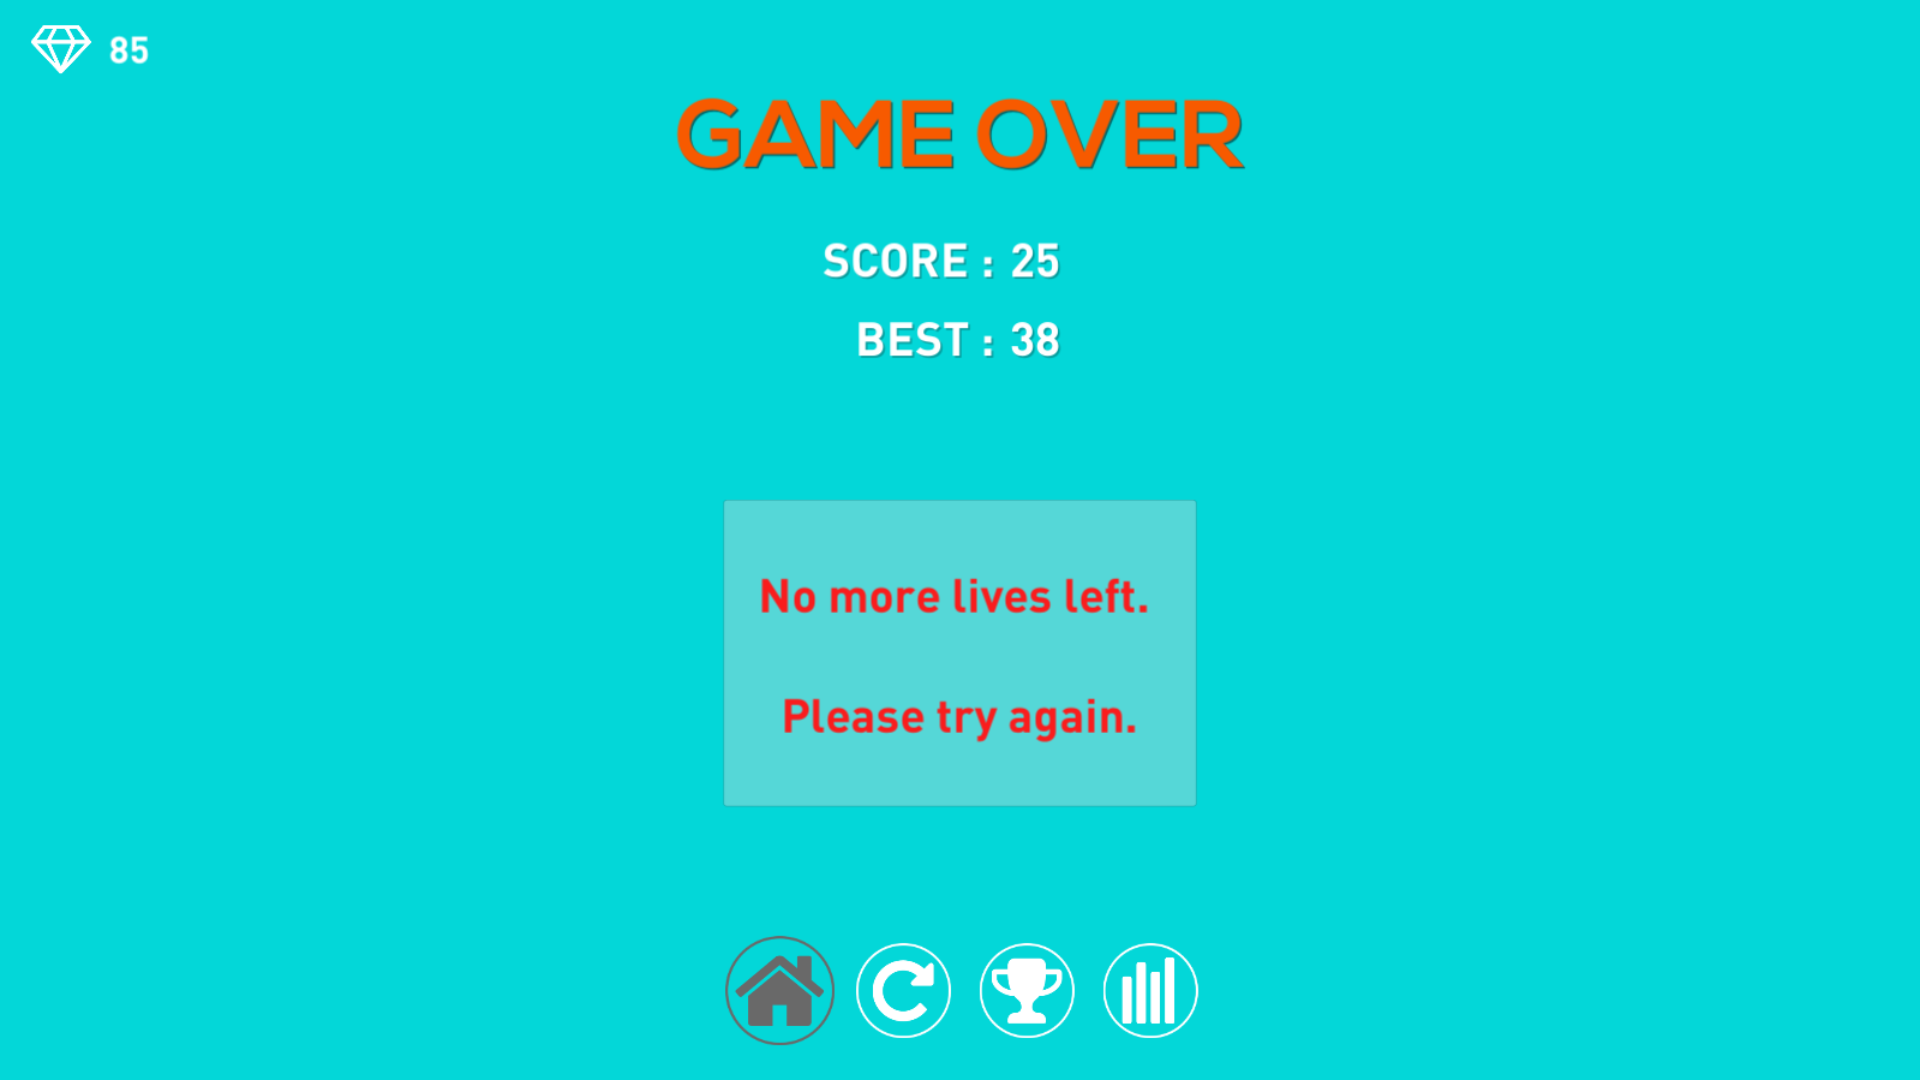 85
GAME OVER
SCORE : 25
BEST : 38
No more lives left.
Please try again.